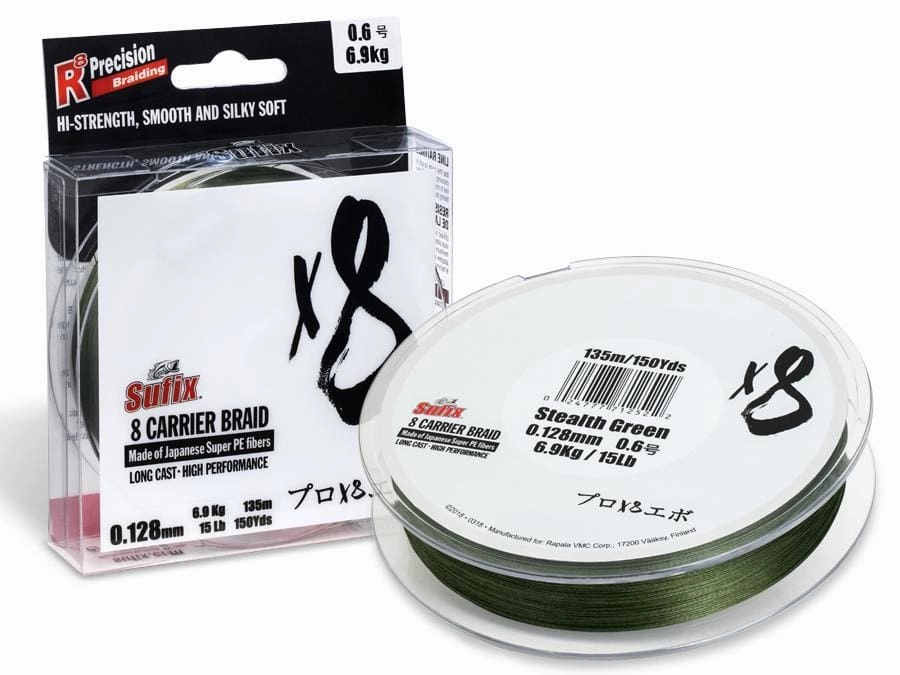 R8 Precision
Braiding
HI-STRENGTH, SMOOTH AND SILKY SOFT
0.6号
6.9kg
x8
Sufix
8 CARRIER BRAID
Made of Japanese Super PE fibers
LONG CAST · HIGH PERFORMANCE
プロx8エ
0.128mm
6.9 Kg 135m
15 Lb 150Yds
135m/150Yds
x8
Sufix
8 CARRIER BRAID
Made of Japanese Super PE fibers
LONG CAST · HIGH PERFORMANCE
Stealth Green
0.128mm 0.6号
6.9Kg / 15Lb
プロx8エボ
©2018 · 0318 · Manufactured for: Rapala VMC Corp., 17200 Vääksy, Finland